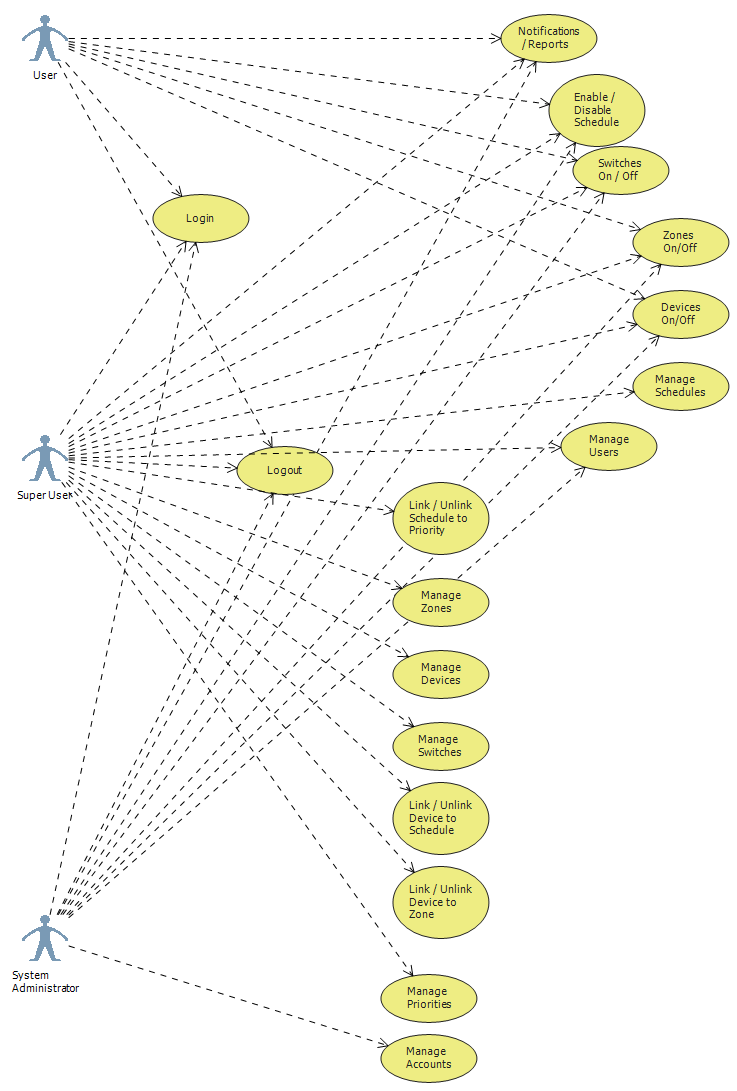 Notifications
/ Reports
User
Enable /
Disable
Schedule
Switches
On / Off
Login
Zones
On/Off
Devices
On/Off
Manage
Schedules
Manage
Users
Super User
Logout
Link / Unlink
Schedule to
Priority
Manage
Zones
Manage
Devices
Manage
Switches
Link / Unlink
Device to
Schedule
Link / Unlink
Device to
Zone
System
Administrator
Manage
Priorities
Manage
Accounts